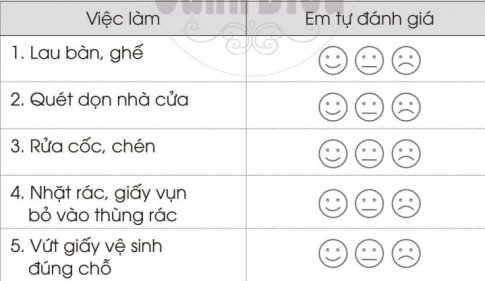 Việc làm
Em tự đánh giá
1. Lau bàn, ghế
2. Quét dọn nhà cửa
3. Rửa cốc, chén
4. Nhặt rác, giấy vụn
bỏ vào thùng rác
5. Vứt giấy vệ sinh
đúng chỗ